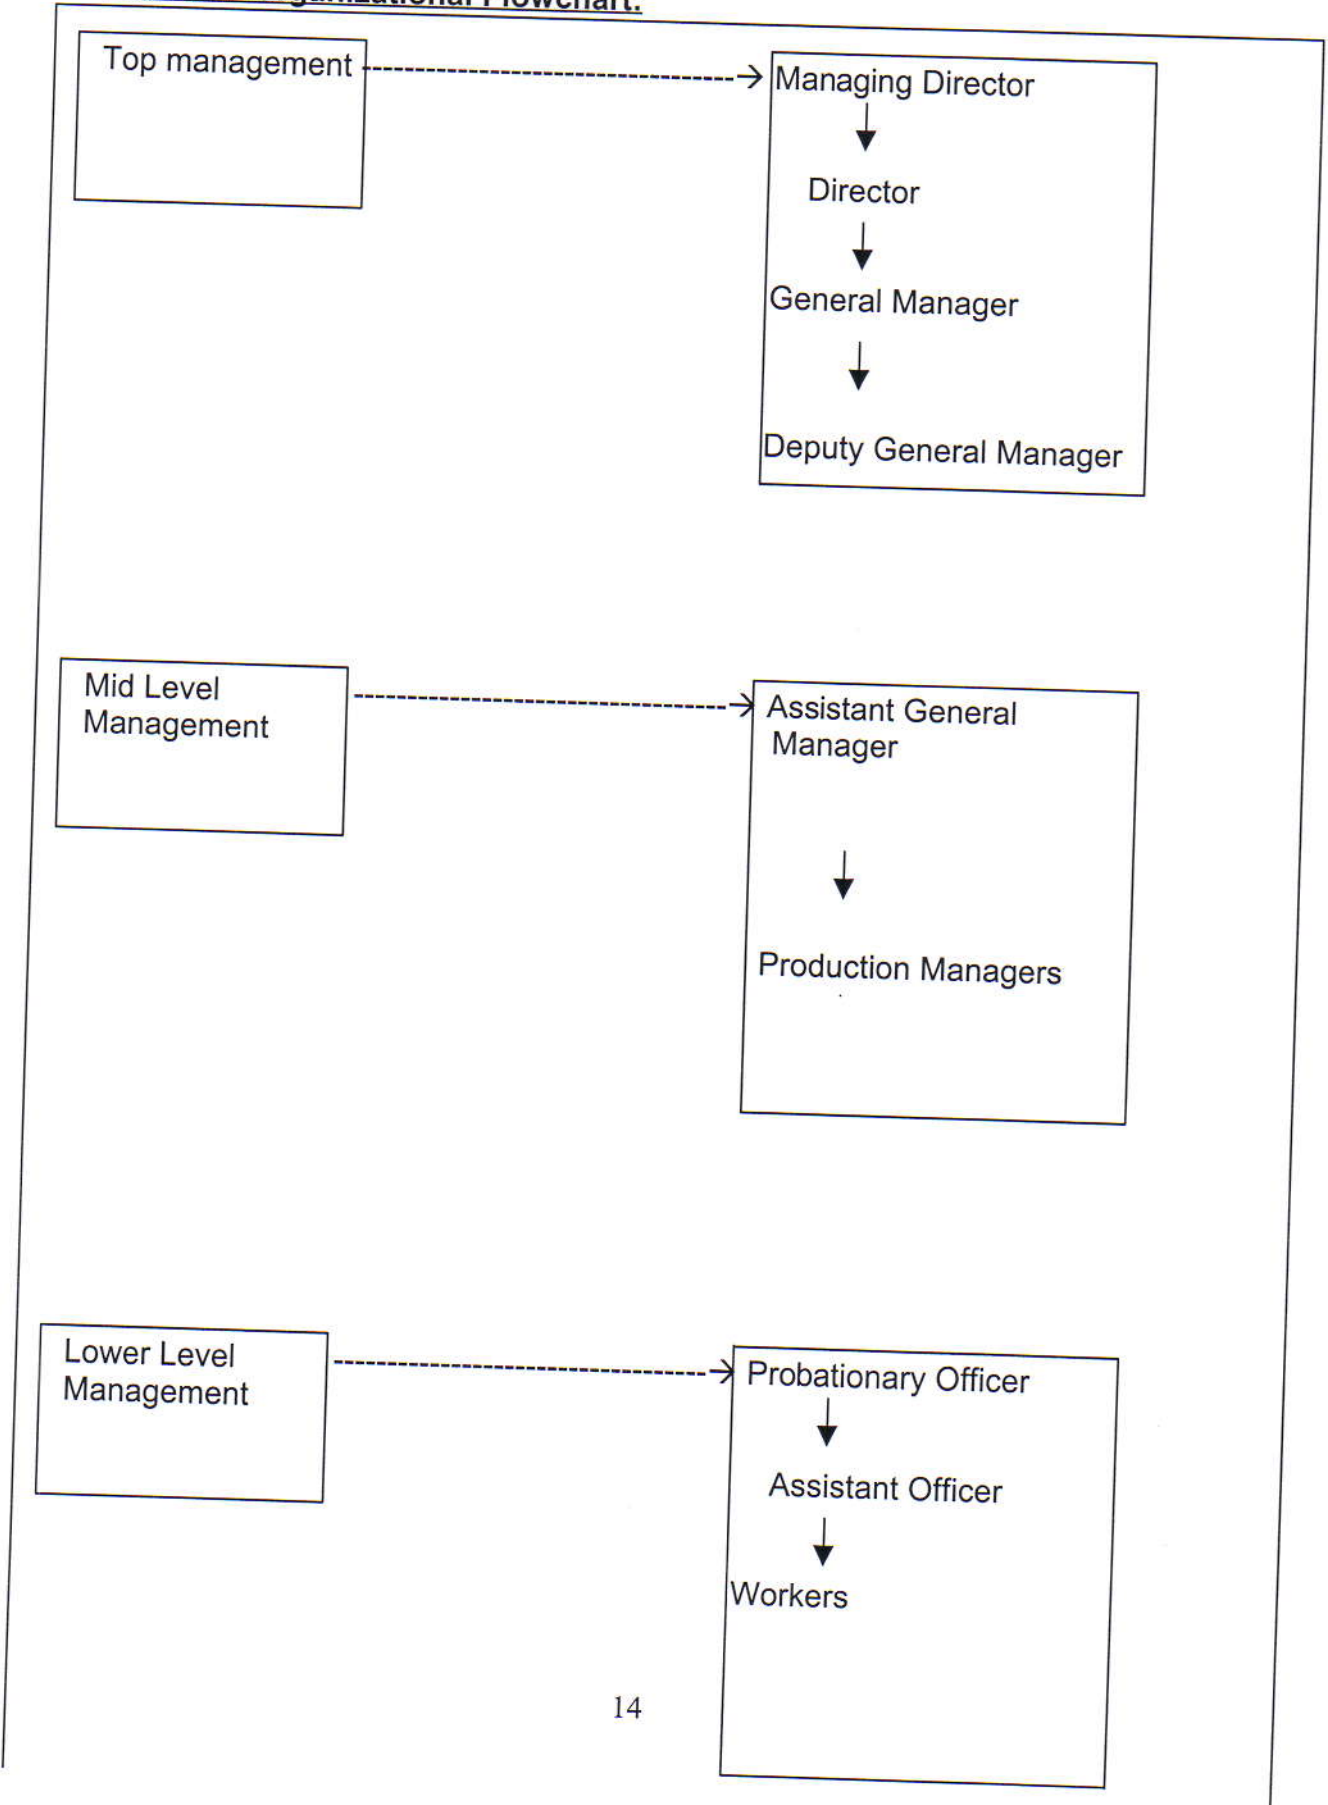 Flowchart:
Top management
Managing Director
Director
General Manager
Deputy General Manager
Mid Level
Management
Assistant General
Manager
Production Managers
Lower Level
Management
Probationary Officer
Assistant Officer
Workers
14